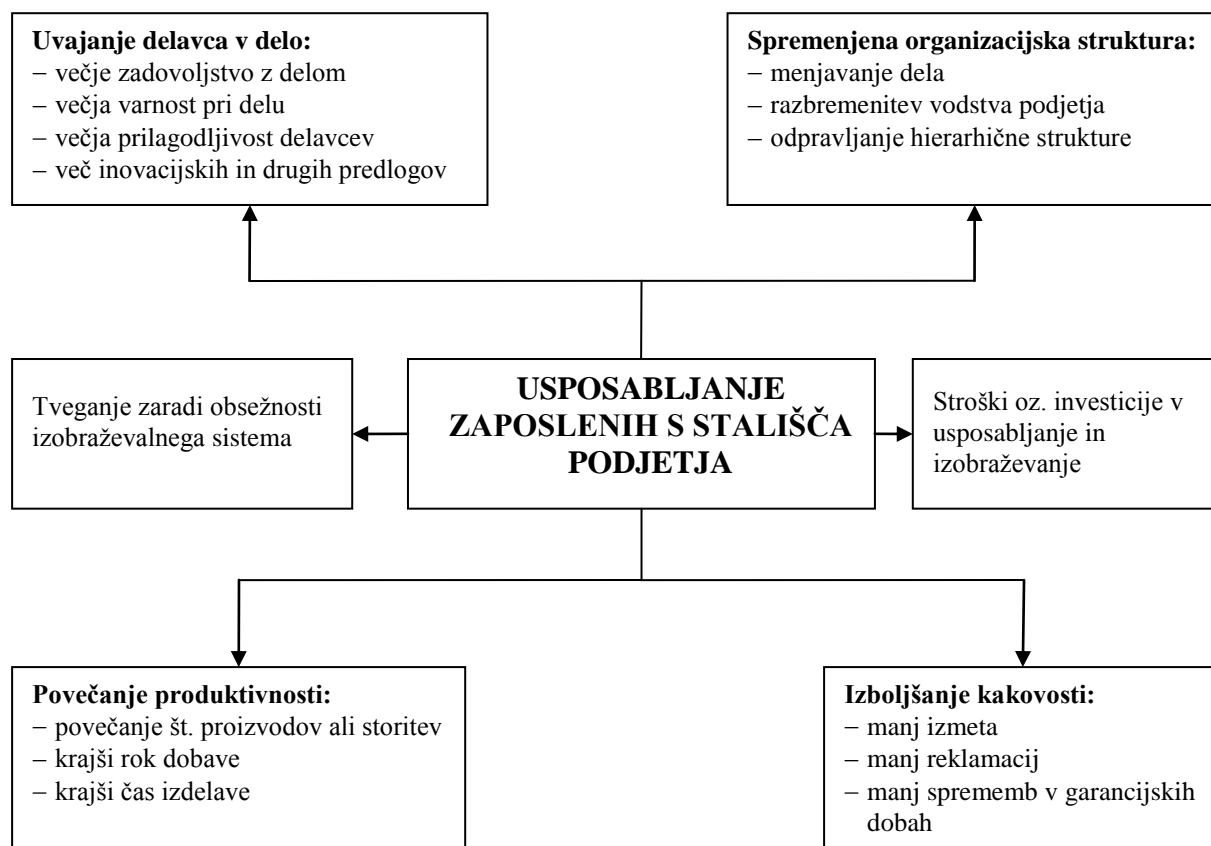 Uvajanje delavca v delo:
– večje zadovoljstvo z delom
– večja varnost pri delu
– večja prilagodljivost delavcev
– več inovacijskih in drugih predlogov
Spremenjena organizacijska struktura:
– menjavanje dela
– razbremenitev vodstva podjetja
– odpravljanje hierarhične strukture
Tveganje zaradi obsežnosti
izobraževalnega sistema
USPOSABLJANJE
ZAPOSLENIH S STALIŠČA
PODJETJA
Stroški oz. investicije v
usposabljanje in
izobraževanje
Povečanje produktivnosti:
– povečanje št. proizvodov ali storitev
– krajši rok dobave
– krajši čas izdelave
Izboljšanje kakovosti:
– manj izmeta
– manj reklamacij
– manj sprememb v garancijskih
dobah